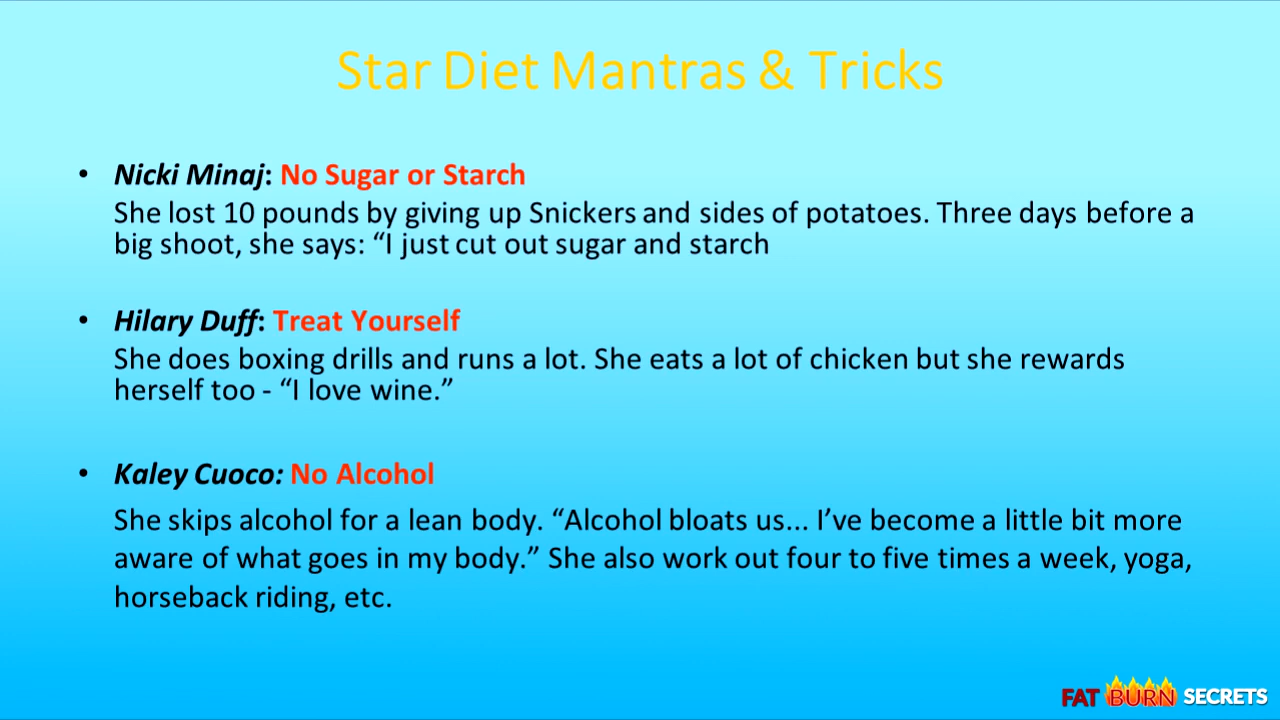 Star Diet Mantras & Tricks
• Nicki Minaj: No Sugar or Starch
She lost 10 pounds by giving up Snickers and sides of potatoes. Three days before a
big shoot, she says: “I just cut out sugar and starch
• Hilary Duff: Treat Yourself
She does boxing drills and runs a lot. She eats a lot of chicken but she rewards
herself too - “I love wine.”
• Kaley Cuoco: No Alcohol
She skips alcohol for a lean body. “Alcohol bloats us... I’ve become a little bit more
aware of what goes in my body.” She also work out four to five times a week, yoga,
horseback riding, etc.
FAT BURN SECRETS